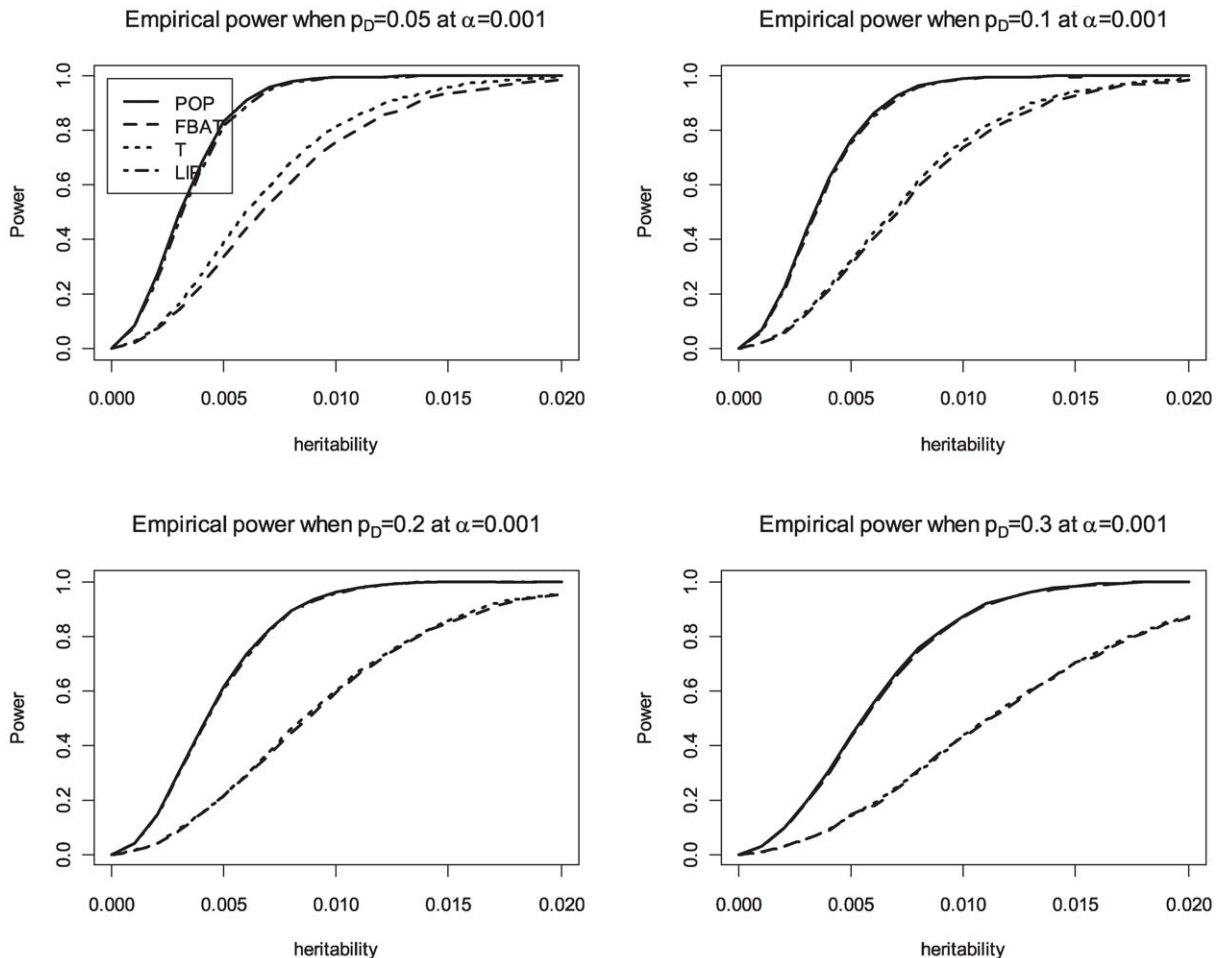 Empirical power when pD=0.05 at α=0.001
Power
1.0
0.8
0.6
0.4
0.2
0.0
POP
FBAT
T
LIP
0.000 0.005 0.010 0.015 0.020
heritability
Empirical power when pD=0.1 at α=0.001
Power
1.0
0.8
0.6
0.4
0.2
0.0
0.000 0.005 0.010 0.015 0.020
heritability
Empirical power when pD=0.2 at α=0.001
Power
1.0
0.8
0.6
0.4
0.2
0.0
0.000 0.005 0.010 0.015 0.020
heritability
Empirical power when pD=0.3 at α=0.001
Power
1.0
0.8
0.6
0.4
0.2
0.0
0.000 0.005 0.010 0.015 0.020
heritability